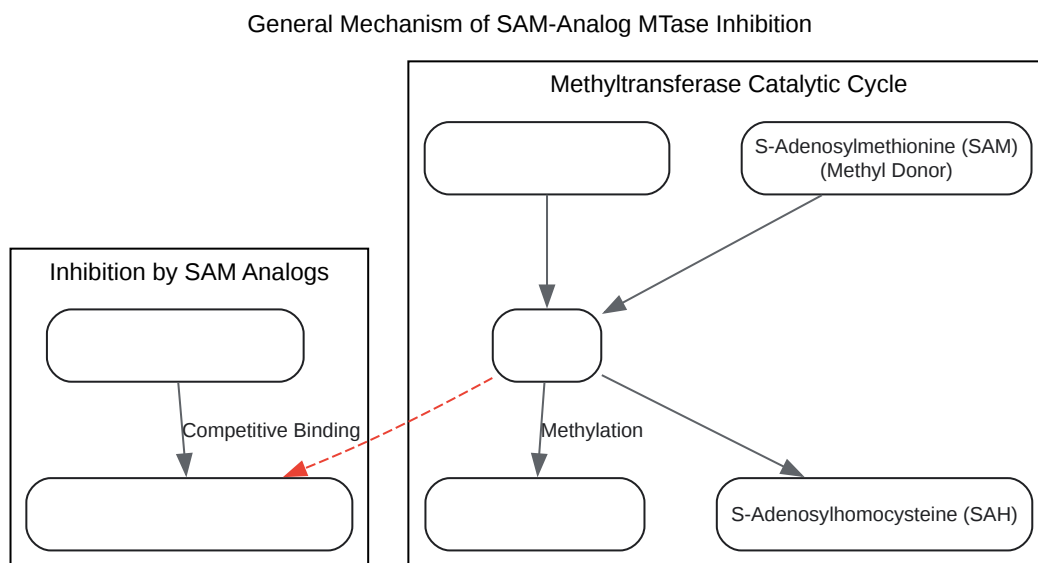 General Mechanism of SAM-Analog MTase Inhibition
Methyltransferase Catalytic Cycle
S-Adenosylmethionine (SAM)
(Methyl Donor)
Inhibition by SAM Analogs
Competitive Binding
Methylation
S-Adenosylhomocysteine (SAH)